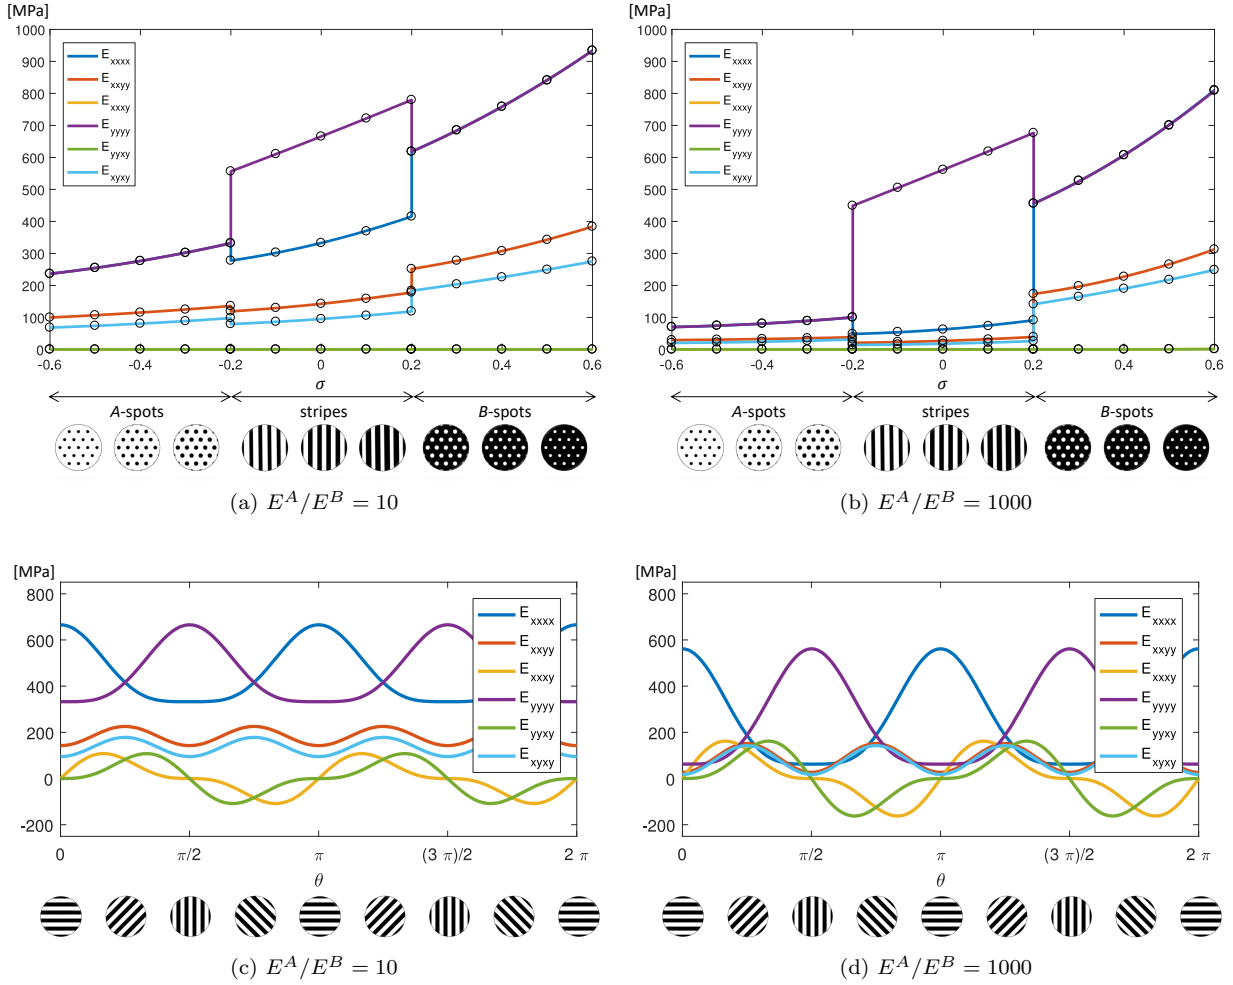 [MPa]
1000
900
800
700
600
500
400
300
200
100
0
E_xxxx
E_xxyy
E_xxxy
E_yyyy
E_yyxy
E_xyxy
-0.6 -0.4 -0.2 0 0.2 0.4 0.6
σ
A-spots stripes B-spots
(a) E^A/E^B = 10
[MPa]
1000
900
800
700
600
500
400
300
200
100
0
E_xxxx
E_xxyy
E_xxxy
E_yyyy
E_yyxy
E_xyxy
-0.6 -0.4 -0.2 0 0.2 0.4 0.6
σ
A-spots stripes B-spots
(b) E^A/E^B = 1000
[MPa]
800
600
400
200
0
-200
E_xxxx
E_xxyy
E_xxxy
E_yyyy
E_yyxy
E_xyxy
0 π/2 π (3 π)/2 2 π
θ
(c) E^A/E^B = 10
[MPa]
800
600
400
200
0
-200
E_xxxx
E_xxyy
E_xxxy
E_yyyy
E_yyxy
E_xyxy
0 π/2 π (3 π)/2 2 π
θ
(d) E^A/E^B = 1000